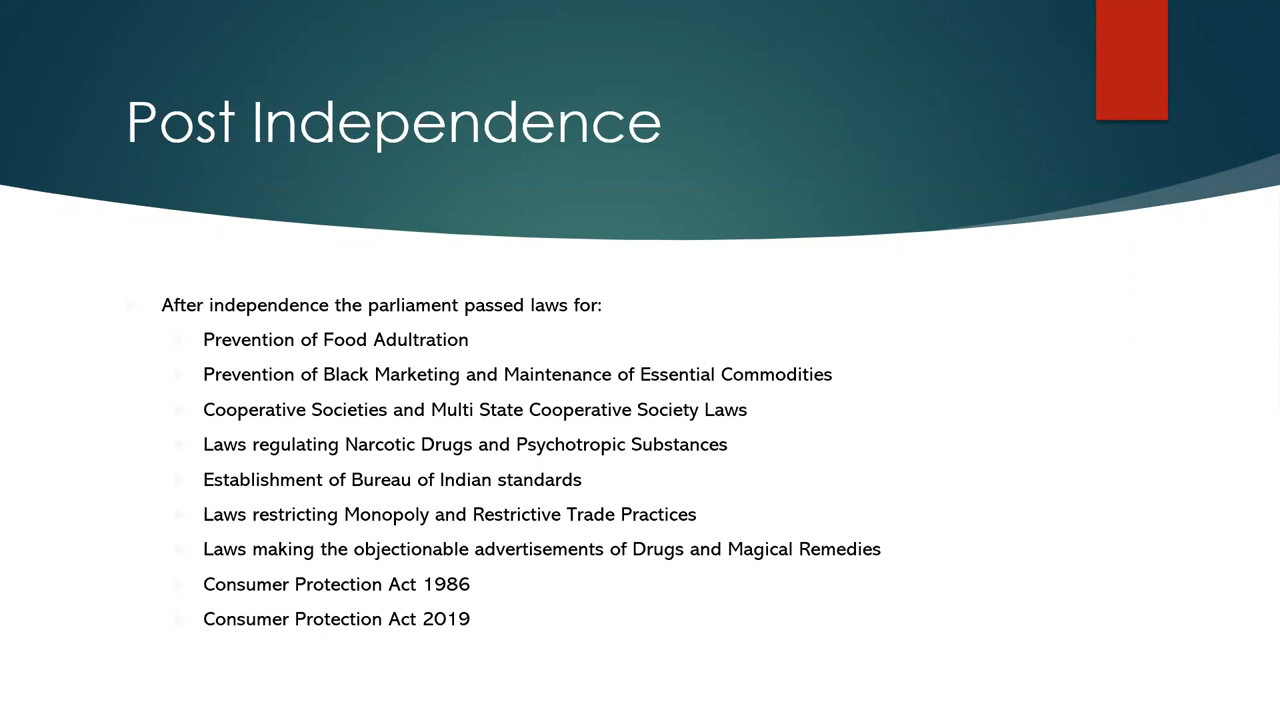 Post Independence
After independence the parliament passed laws for:
Prevention of Food Adultration
Prevention of Black Marketing and Maintenance of Essential Commodities
Cooperative Societies and Multi State Cooperative Society Laws
Laws regulating Narcotic Drugs and Psychotropic Substances
Establishment of Bureau of Indian standards
Laws restricting Monopoly and Restrictive Trade Practices
Laws making the objectionable advertisements of Drugs and Magical Remedies
Consumer Protection Act 1986
Consumer Protection Act 2019